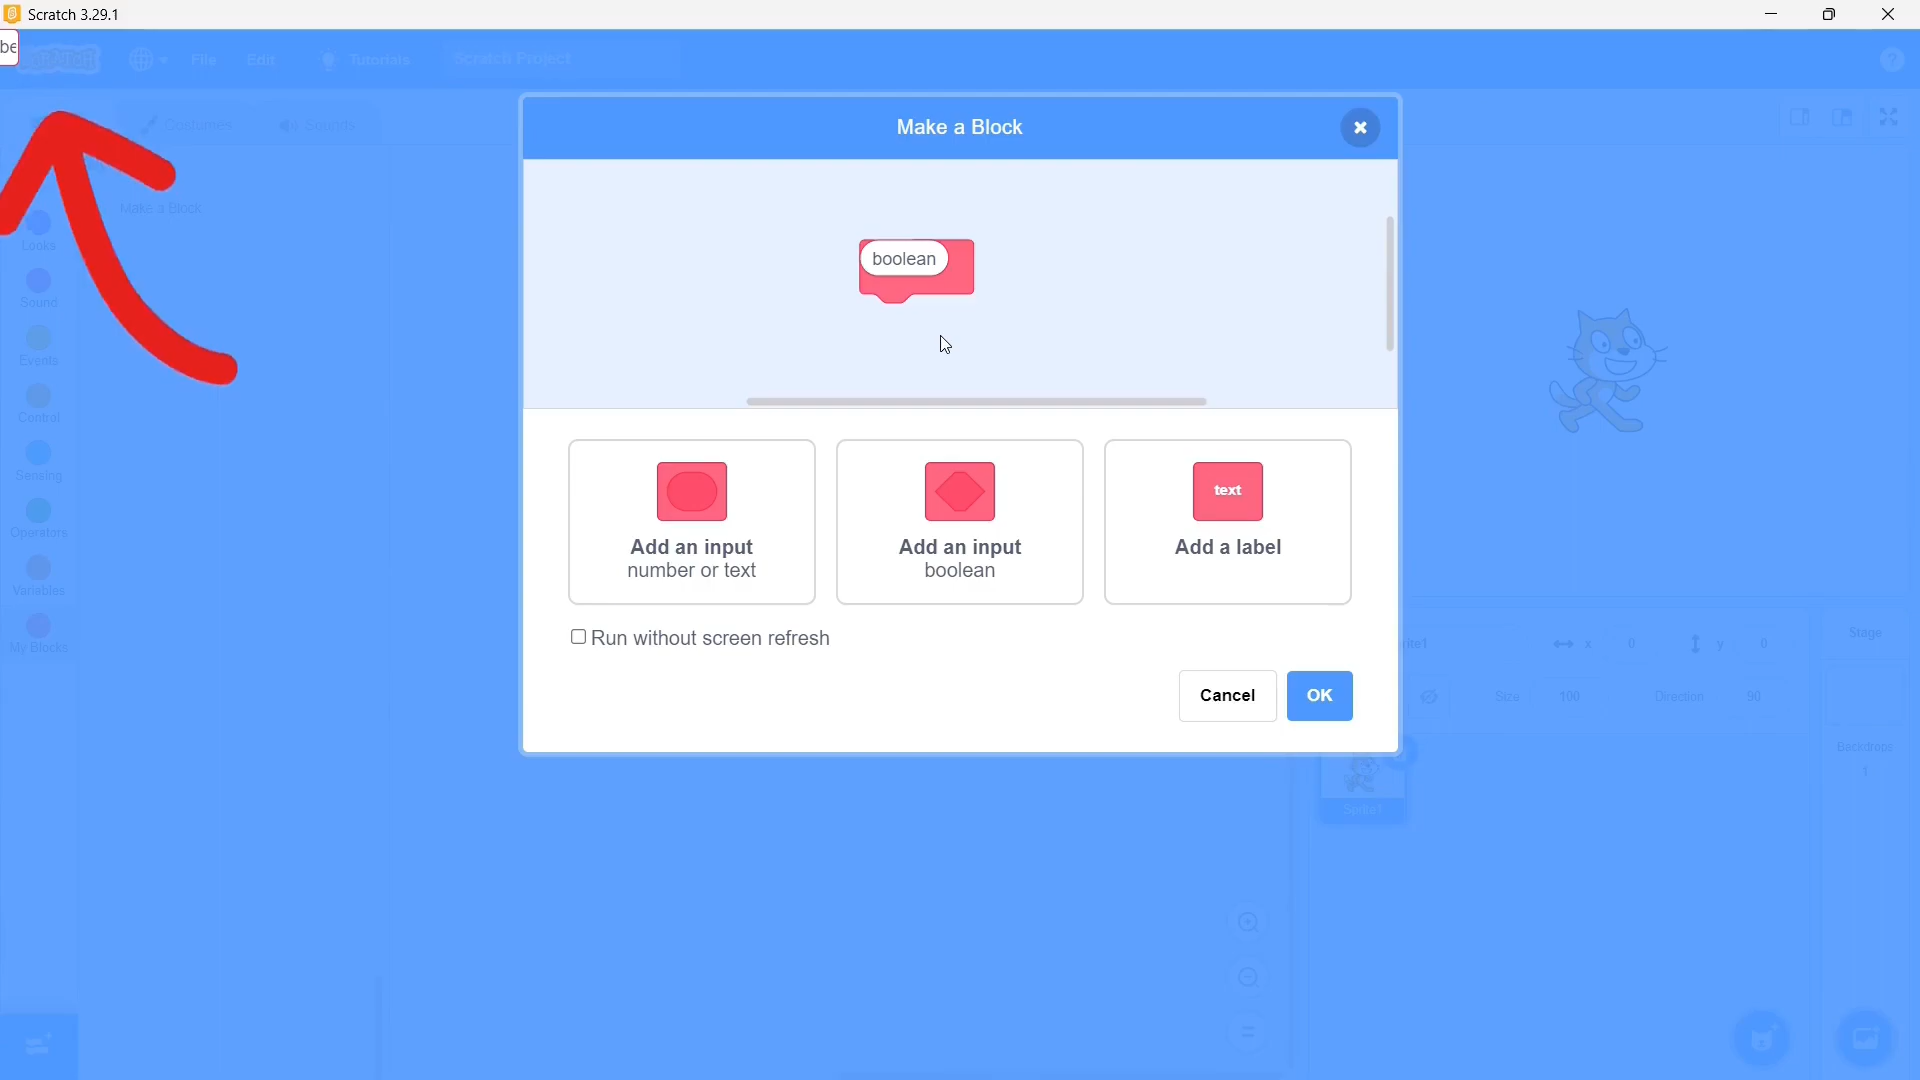 Scratch 3.29.1
be
File Edit Tutorials Scratch Project ?
Costumes Sounds
Make a Block
boolean
text
Add an input
number or text
Add an input
boolean
Add a label
Run without screen refresh
Cancel OK
Make a Block
Looks
Sound
Events
Control
Sensing
Operators
Variables
My Blocks
x 0 y 0
Size 100 Direction 90
Sprite1
Stage
Backdrops
1